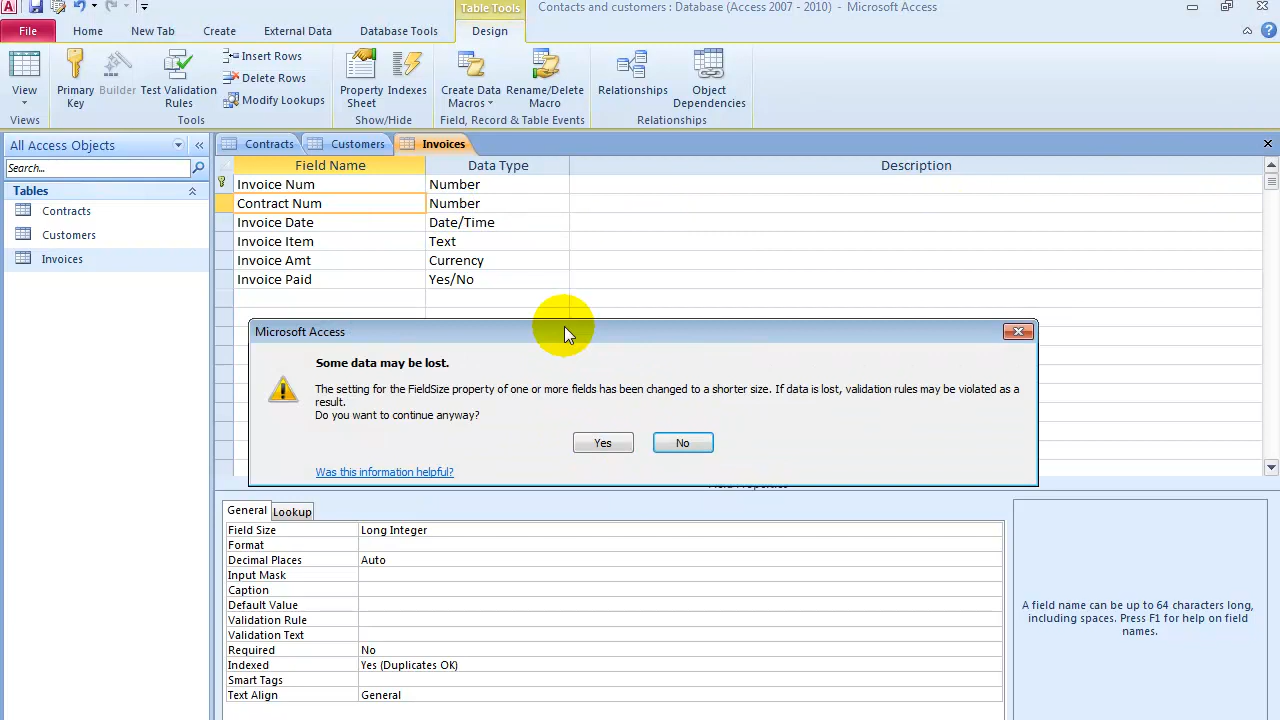 Table Tools
Contacts and customers : Database (Access 2007 - 2010) - Microsoft Access
File Home New Tab Create External Data Database Tools Design
View
Primary Key
Builder
Test Validation Rules
Insert Rows
Delete Rows
Modify Lookups
Property Sheet
Indexes
Create Data Macros
Rename/Delete Macro
Relationships
Object Dependencies
Views Tools Show/Hide Field, Record & Table Events Relationships
All Access Objects
Search...
Tables
Contracts
Customers
Invoices
Contracts Customers Invoices
Field Name Data Type Description
Invoice Num Number
Contract Num Number
Invoice Date Date/Time
Invoice Item Text
Invoice Amt Currency
Invoice Paid Yes/No
Microsoft Access
Some data may be lost.
The setting for the FieldSize property of one or more fields has been changed to a shorter size. If data is lost, validation rules may be violated as a
result.
Do you want to continue anyway?
Yes No
Was this information helpful?
General Lookup
Field Size Long Integer
Format
Decimal Places Auto
Input Mask
Caption
Default Value
Validation Rule
Validation Text
Required No
Indexed Yes (Duplicates OK)
Smart Tags
Text Align General
A field name can be up to 64 characters long,
including spaces. Press F1 for help on field
names.